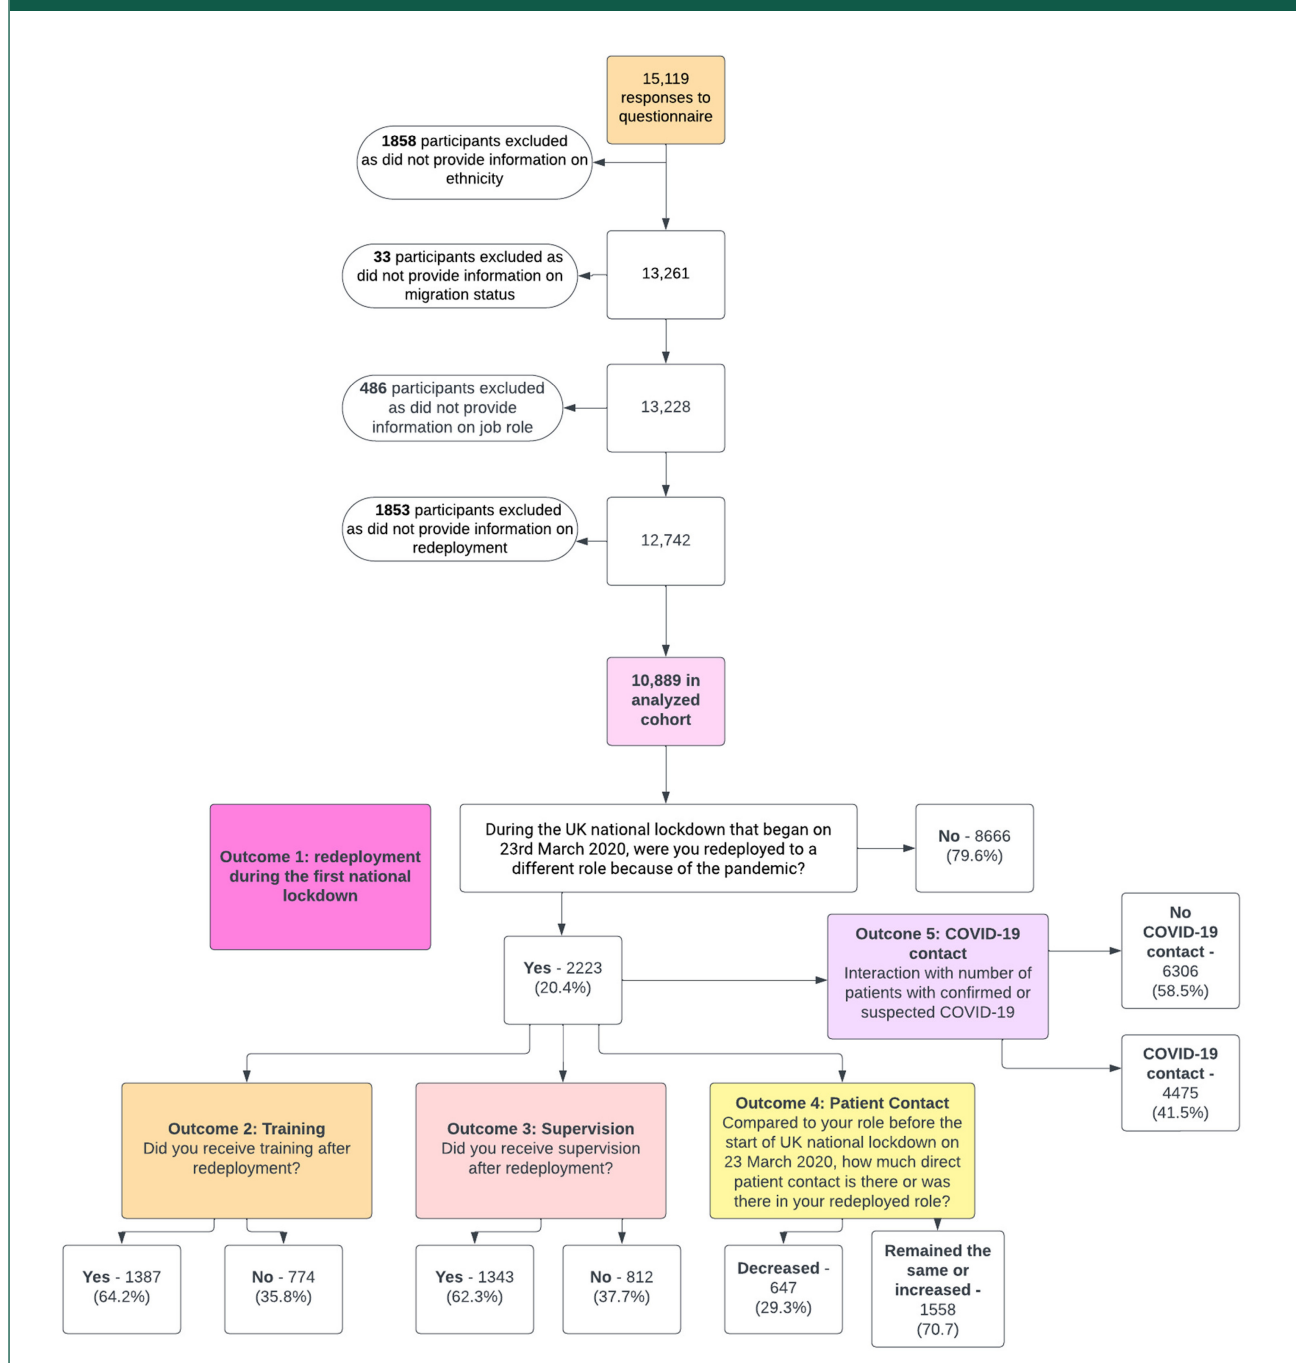 15,119
responses to
questionnaire
1858 participants excluded
as did not provide information on
ethnicity
33 participants excluded as
did not provide information on
migration status
13,261
486 participants excluded
as did not provide
information on job role
13,228
1853 participants excluded
as did not provide information on
redeployment
12,742
10,889 in
analyzed
cohort
Outcome 1: redeployment
during the first national
lockdown
During the UK national lockdown that began on
23rd March 2020, were you redeployed to a
different role because of the pandemic?
No - 8666
(79.6%)
Yes - 2223
(20.4%)
Outcone 5: COVID-19
contact
Interaction with number of
patients with confirmed or
suspected COVID-19
No
COVID-19
contact -
6306
(58.5%)
COVID-19
contact -
4475
(41.5%)
Outcome 2: Training
Did you receive training after
redeployment?
Outcome 3: Supervision
Did you receive supervision
after redeployment?
Outcome 4: Patient Contact
Compared to your role before the
start of UK national lockdown on
23 March 2020, how much direct
patient contact is there or was
there in your redeployed role?
Yes - 1387
(64.2%)
No - 774
(35.8%)
Yes - 1343
(62.3%)
No - 812
(37.7%)
Decreased -
647
(29.3%)
Remained the
same or
increased -
1558
(70.7)